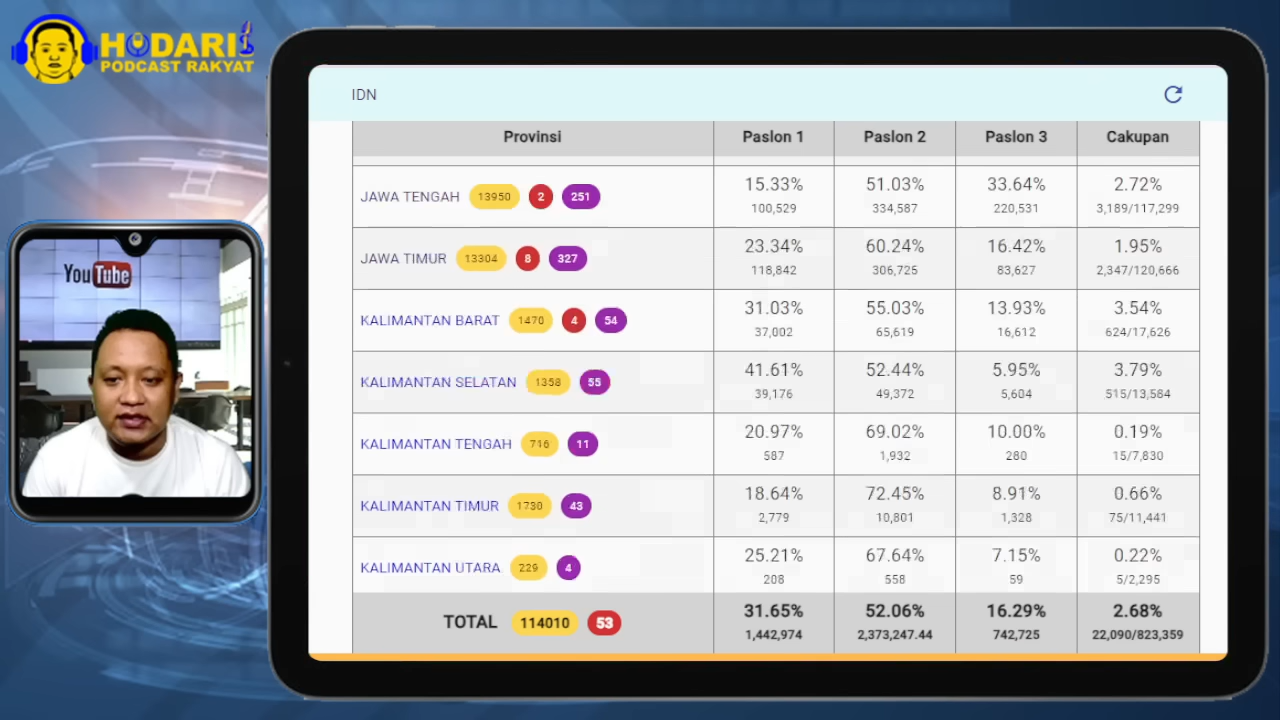 HODARI
PODCAST RAKYAT
YouTube
IDN
Provinsi Paslon 1 Paslon 2 Paslon 3 Cakupan
JAWA TENGAH 13950 2 251 15.33% 51.03% 33.64% 2.72%
100,529 334,587 220,531 3,189/117,299
JAWA TIMUR 13304 8 327 23.34% 60.24% 16.42% 1.95%
118,842 306,725 83,627 2,347/120,666
KALIMANTAN BARAT 1470 4 54 31.03% 55.03% 13.93% 3.54%
37,002 65,619 16,612 624/17,626
KALIMANTAN SELATAN 1358 55 41.61% 52.44% 5.95% 3.79%
39,176 49,372 5,604 515/13,584
KALIMANTAN TENGAH 716 11 20.97% 69.02% 10.00% 0.19%
587 1,932 280 15/7,830
KALIMANTAN TIMUR 1730 43 18.64% 72.45% 8.91% 0.66%
2,779 10,801 1,328 75/11,441
KALIMANTAN UTARA 229 4 25.21% 67.64% 7.15% 0.22%
208 558 59 5/2,295
TOTAL 114010 53 31.65% 52.06% 16.29% 2.68%
1,442,974 2,373,247.44 742,725 22,090/823,359